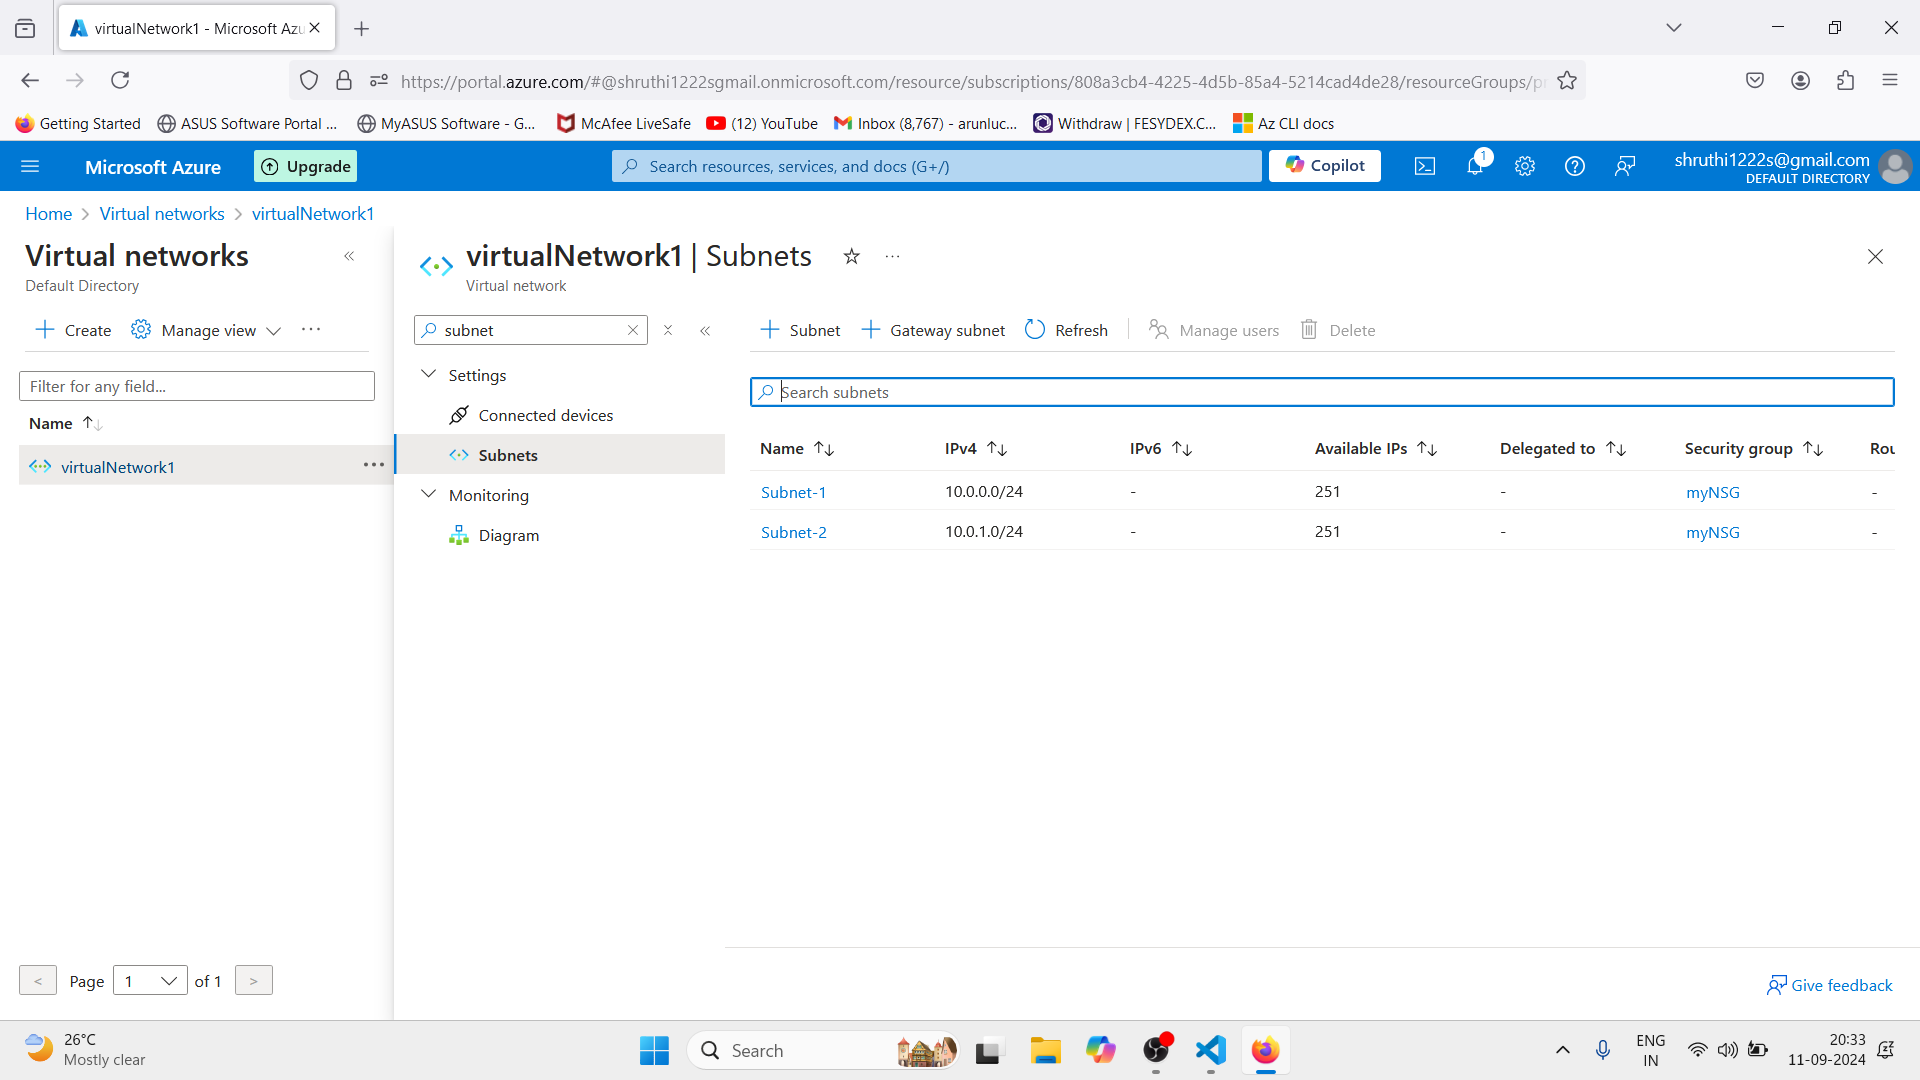 virtualNetwork1 - Microsoft Azu
https://portal.azure.com/#@shruthi1222sgmail.onmicrosoft.com/resource/subscriptions/808a3cb4-4225-4d5b-85a4-5214cad4de28/resourceGroups/pr
Getting Started
ASUS Software Portal ...
MyASUS Software - G...
McAfee LiveSafe
(12) YouTube
Inbox (8,767) - arunluc...
Withdraw | FESYDEX.C...
Az CLI docs
Microsoft Azure
Upgrade
Search resources, services, and docs (G+/)
Copilot
1
shruthi1222s@gmail.com
DEFAULT DIRECTORY
Home > Virtual networks > virtualNetwork1
Virtual networks
Default Directory
Create
Manage view
...
Filter for any field...
Name
virtualNetwork1
...
< Page 1 of 1 >
virtualNetwork1 | Subnets
...
Virtual network
subnet
Settings
Connected devices
Subnets
Monitoring
Diagram
Subnet
Gateway subnet
Refresh
Manage users
Delete
Search subnets
Name IPv4 IPv6 Available IPs Delegated to Security group Rou
Subnet-1 10.0.0.0/24 - 251 - myNSG -
Subnet-2 10.0.1.0/24 - 251 - myNSG -
Give feedback
26°C
Mostly clear
Search
ENG
IN
20:33
11-09-2024